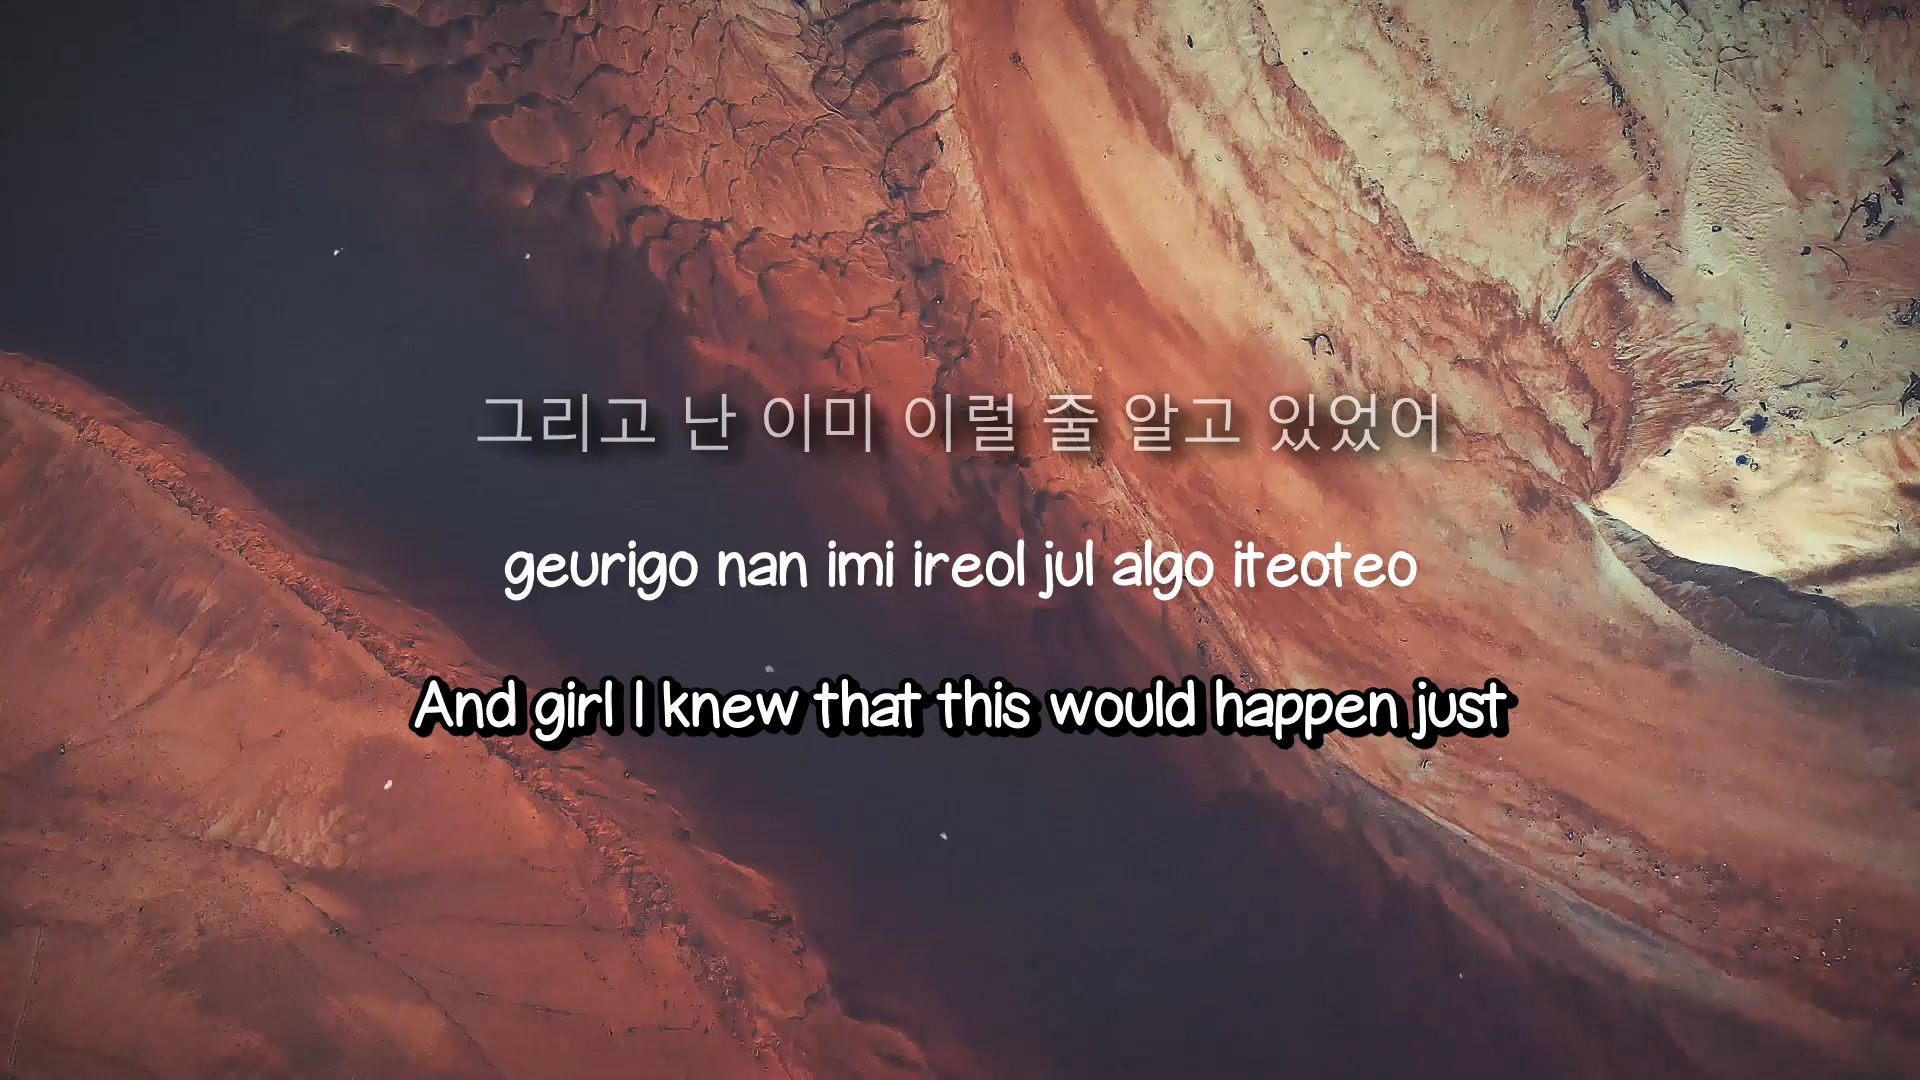 그리고 난 이미 이럴 줄 알고 있었어
geurigo nan imi ireol jul algo iteoteo
And girl I knew that this would happen just